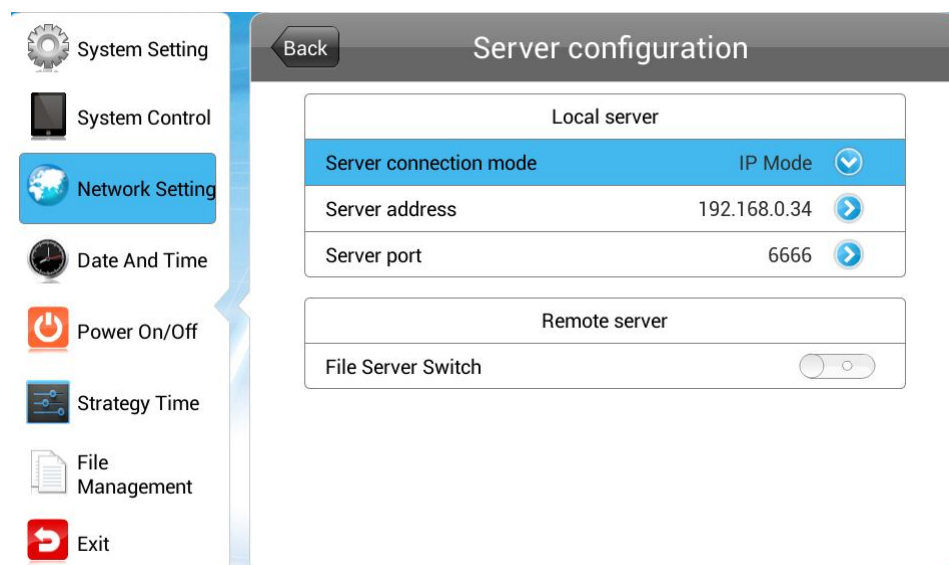 System Setting
System Control
Network Setting
Date And Time
Power On/Off
Strategy Time
File
Management
Exit
Back
Server configuration
Local server
Server connection mode IP Mode
Server address 192.168.0.34
Server port 6666
Remote server
File Server Switch